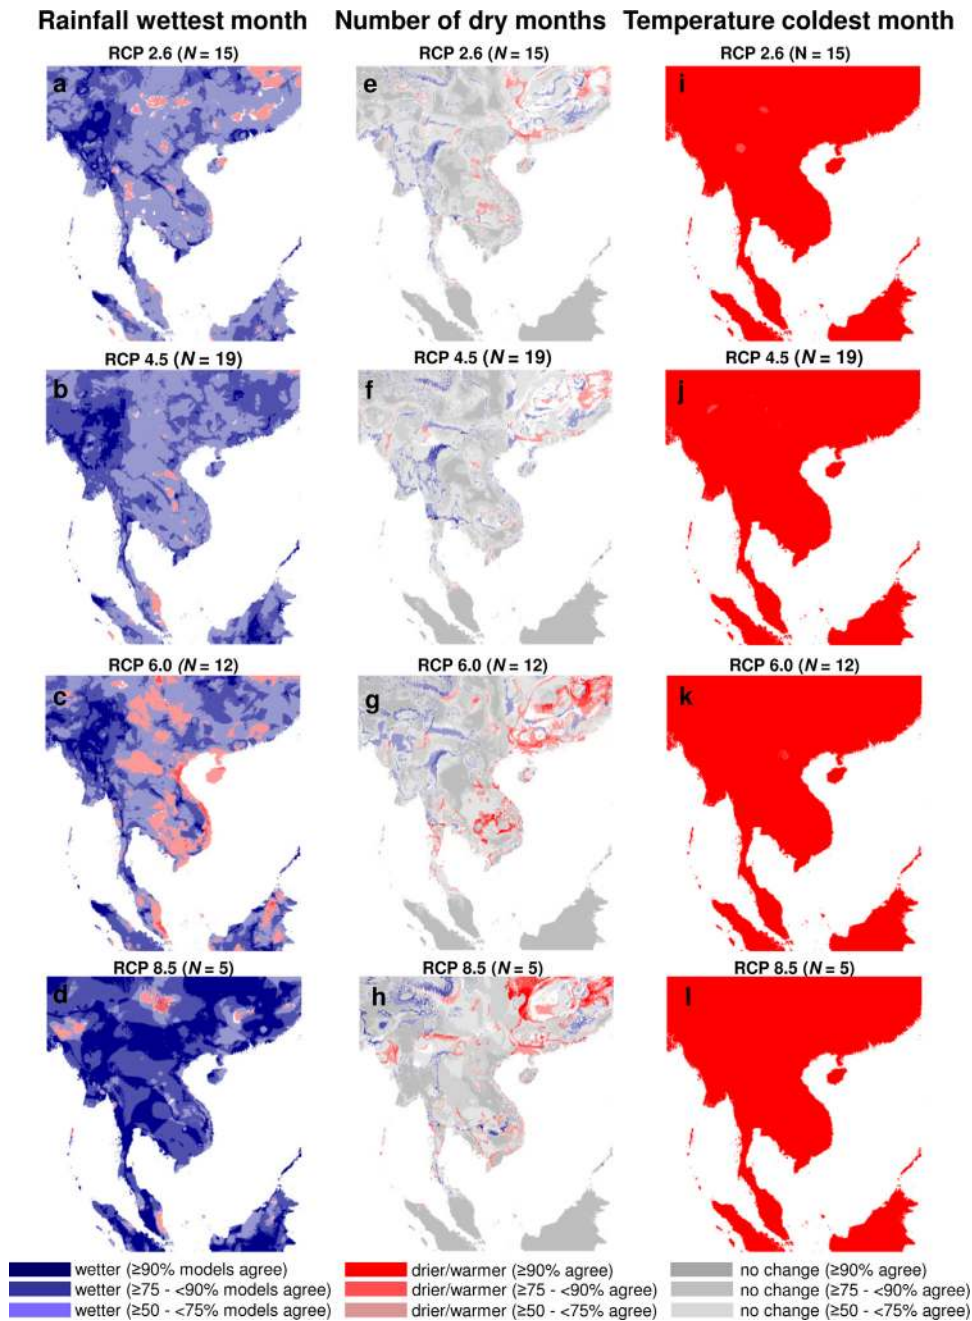 Rainfall wettest month Number of dry months Temperature coldest month
RCP 2.6 (N = 15) RCP 2.6 (N = 15) RCP 2.6 (N = 15)
a e i
RCP 4.5 (N = 19) RCP 4.5 (N = 19) RCP 4.5 (N = 19)
b f j
RCP 6.0 (N = 12) RCP 6.0 (N = 12) RCP 6.0 (N = 12)
c g k
RCP 8.5 (N = 5) RCP 8.5 (N = 5) RCP 8.5 (N = 5)
d h l
wetter (≥90% models agree) drier/warmer (≥90% agree) no change (≥90% agree)
wetter (≥75 - <90% models agree) drier/warmer (≥75 - <90% agree) no change (≥75 - <90% agree)
wetter (≥50 - <75% models agree) drier/warmer (≥50 - <75% agree) no change (≥50 - <75% agree)